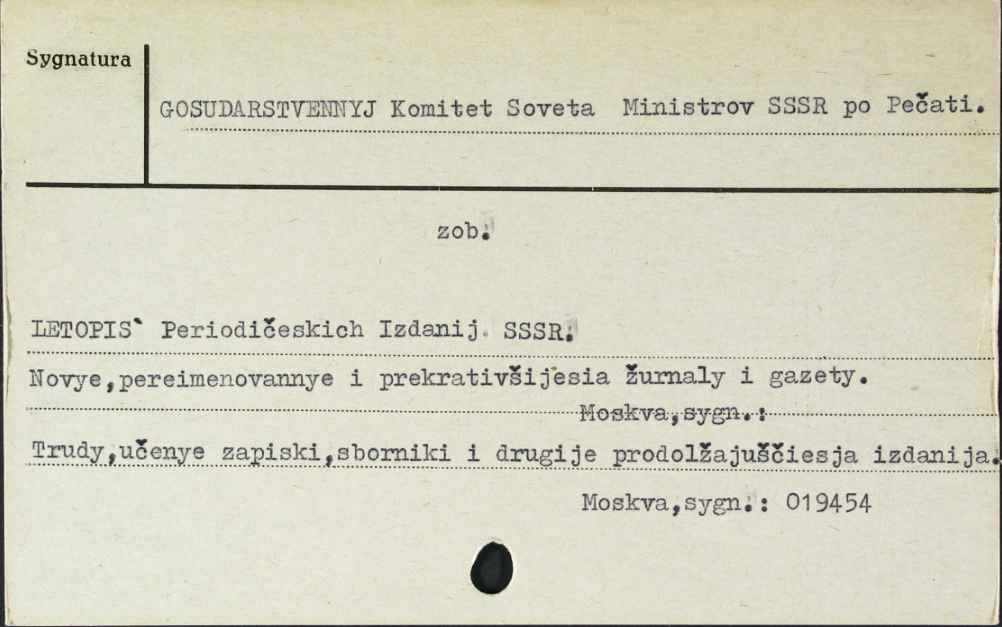 Sygnatura
GOSUDARSTVENNYJ Komitet Soveta Ministrov SSSR po Pečati.
zob.
LETOPIS` Periodičeskich Izdanij. SSSR.
Novye,pereimenovannye i prekrativšijesia žurnaly i gazety.
Moskva,sygn.:
Trudy,učenye zapiski,sborniki i drugije prodolžajuščiesja izdanija.
Moskva,sygn.: 019454